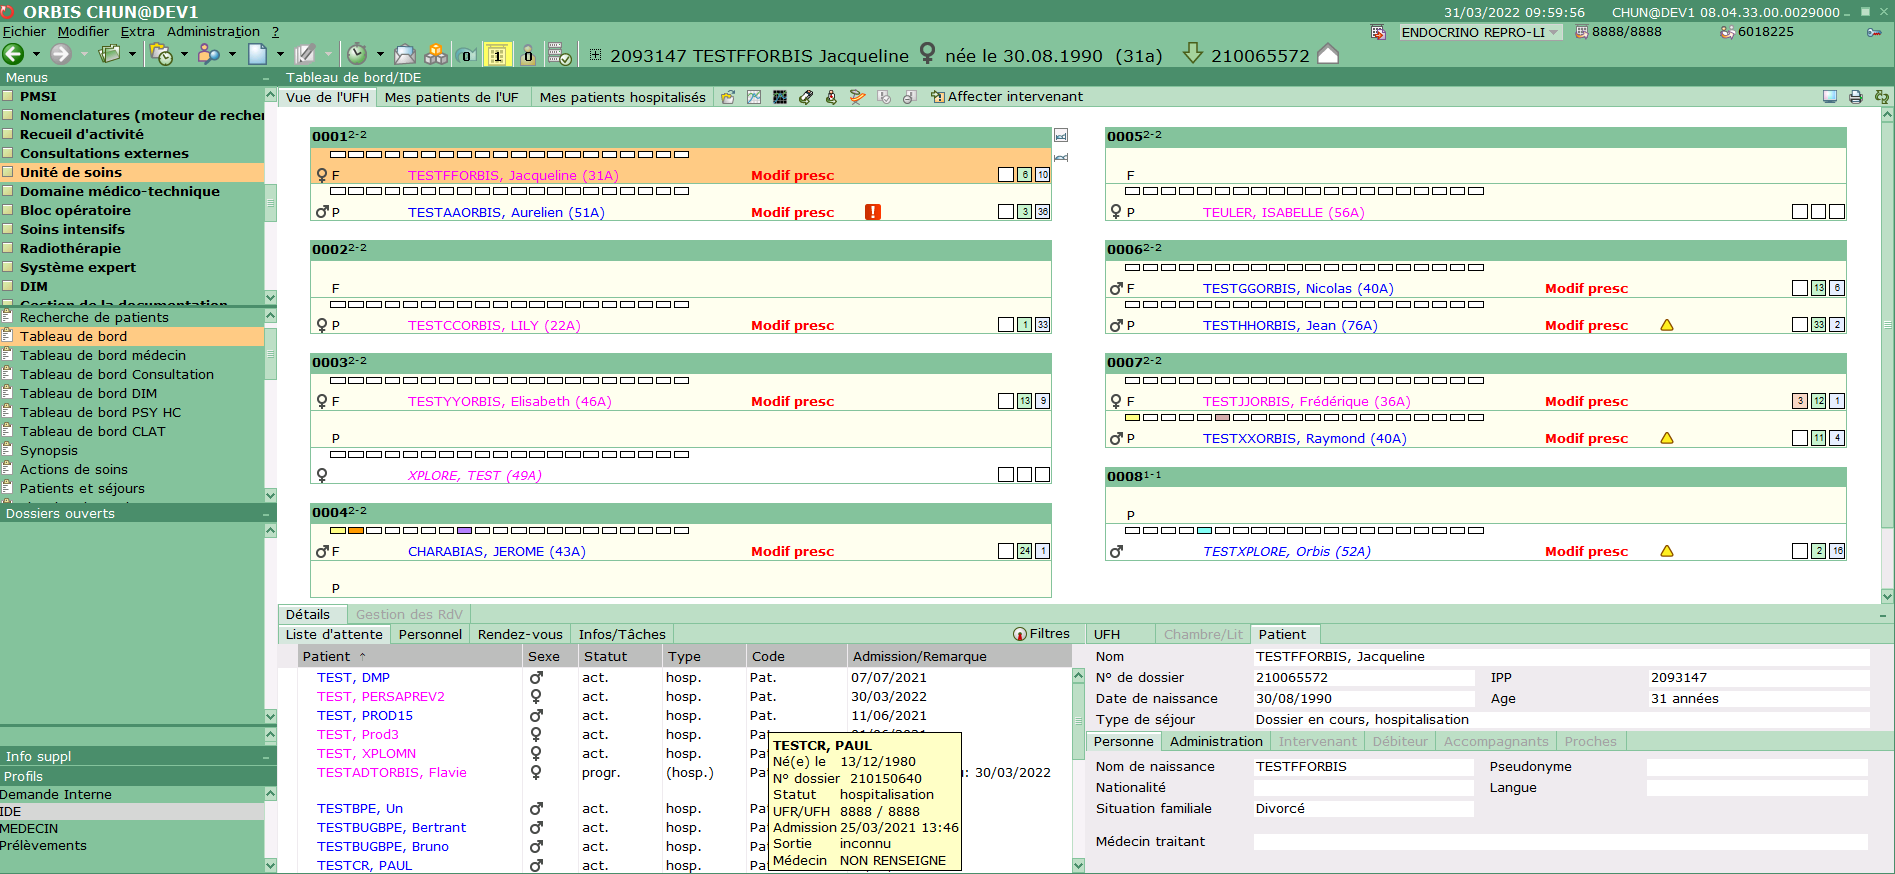 ORBIS CHUN@DEV1
31/03/2022 09:59:56 CHUN@DEV1 08.04.33.00.0029000
Fichier Modifier Extra Administration ?
ENDOCRINO REPRO-LI 8888/8888 6018225
0 1 0 2093147 TESTFFORBIS Jacqueline ♀ née le 30.08.1990 (31a) 210065572
Menus
PMSI
Nomenclatures (moteur de recher
Recueil d'activité
Consultations externes
Unité de soins
Domaine médico-technique
Bloc opératoire
Soins intensifs
Radiothérapie
Système expert
DIM
Gestion de la documentation
Recherche de patients
Tableau de bord
Tableau de bord médecin
Tableau de bord Consultation
Tableau de bord DIM
Tableau de bord PSY HC
Tableau de bord CLAT
Synopsis
Actions de soins
Patients et séjours
Dossiers ouverts
Info suppl
Profils
Demande Interne
IDE
MEDECIN
Prélèvements
Tableau de bord/IDE
Vue de l'UFH Mes patients de l'UF Mes patients hospitalisés Affecter intervenant
0001 2-2
♀ F TESTFFORBIS, Jacqueline (31A) Modif presc 6 10
♂ P TESTAAORBIS, Aurelien (51A) Modif presc ! 3 36
0002 2-2
F
♀ P TESTCCORBIS, LILY (22A) Modif presc 1 33
0003 2-2
♀ F TESTYYORBIS, Elisabeth (46A) Modif presc 13 9
P
♀ XPLORE, TEST (49A)
0004 2-2
♂ F CHARABIAS, JEROME (43A) Modif presc 24 1
P
0005 2-2
F
♀ P TEULER, ISABELLE (56A)
0006 2-2
♂ F TESTGGORBIS, Nicolas (40A) Modif presc 13 6
♂ P TESTHHORBIS, Jean (76A) Modif presc 33 2
0007 2-2
♀ F TESTJJORBIS, Frédérique (36A) Modif presc 3 12 1
♂ P TESTXXORBIS, Raymond (40A) Modif presc 11 4
0008 1-1
P
♂ TESTXPLORE, Orbis (52A) Modif presc 2 16
Détails Gestion des RdV
Liste d'attente Personnel Rendez-vous Infos/Tâches Filtres
Patient ↑ Sexe Statut Type Code Admission/Remarque
TEST, DMP ♂ act. hosp. Pat. 07/07/2021
TEST, PERSAPREV2 ♀ act. hosp. Pat. 30/03/2022
TEST, PROD15 ♂ act. hosp. Pat. 11/06/2021
TEST, Prod3 ♀ act. hosp. Pat. 01/06/2021
TEST, XPLOMN ♀ act. hosp. Pa
TESTADTORBIS, Flavie ♀ progr. (hosp.) Pa : 30/03/2022
TESTBPE, Un ♂ act. hosp. Pa
TESTBUGBPE, Bertrant ♂ act. hosp. Pa
TESTBUGBPE, Bruno ♂ act. hosp. Pa
TESTCR, PAUL ♂ act. hosp. Pa
TESTCR, PAUL
Né(e) le 13/12/1980
N° dossier 210150640
Statut hospitalisation
UFR/UFH 8888 / 8888
Admission 25/03/2021 13:46
Sortie inconnu
Médecin NON RENSEIGNE
UFH Chambre/Lit Patient
Nom TESTFFORBIS, Jacqueline
N° de dossier 210065572 IPP 2093147
Date de naissance 30/08/1990 Age 31 années
Type de séjour Dossier en cours, hospitalisation
Personne Administration Intervenant Débiteur Accompagnants Proches
Nom de naissance TESTFFORBIS Pseudonyme
Nationalité Langue
Situation familiale Divorcé
Médecin traitant